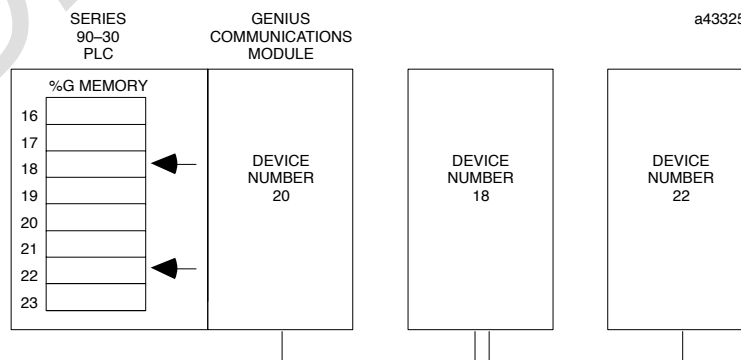 SERIES
90–30
PLC
GENIUS
COMMUNICATIONS
MODULE
a43325
%G MEMORY
16
17
18
19
20
21
22
23
DEVICE
NUMBER
20
DEVICE
NUMBER
18
DEVICE
NUMBER
22